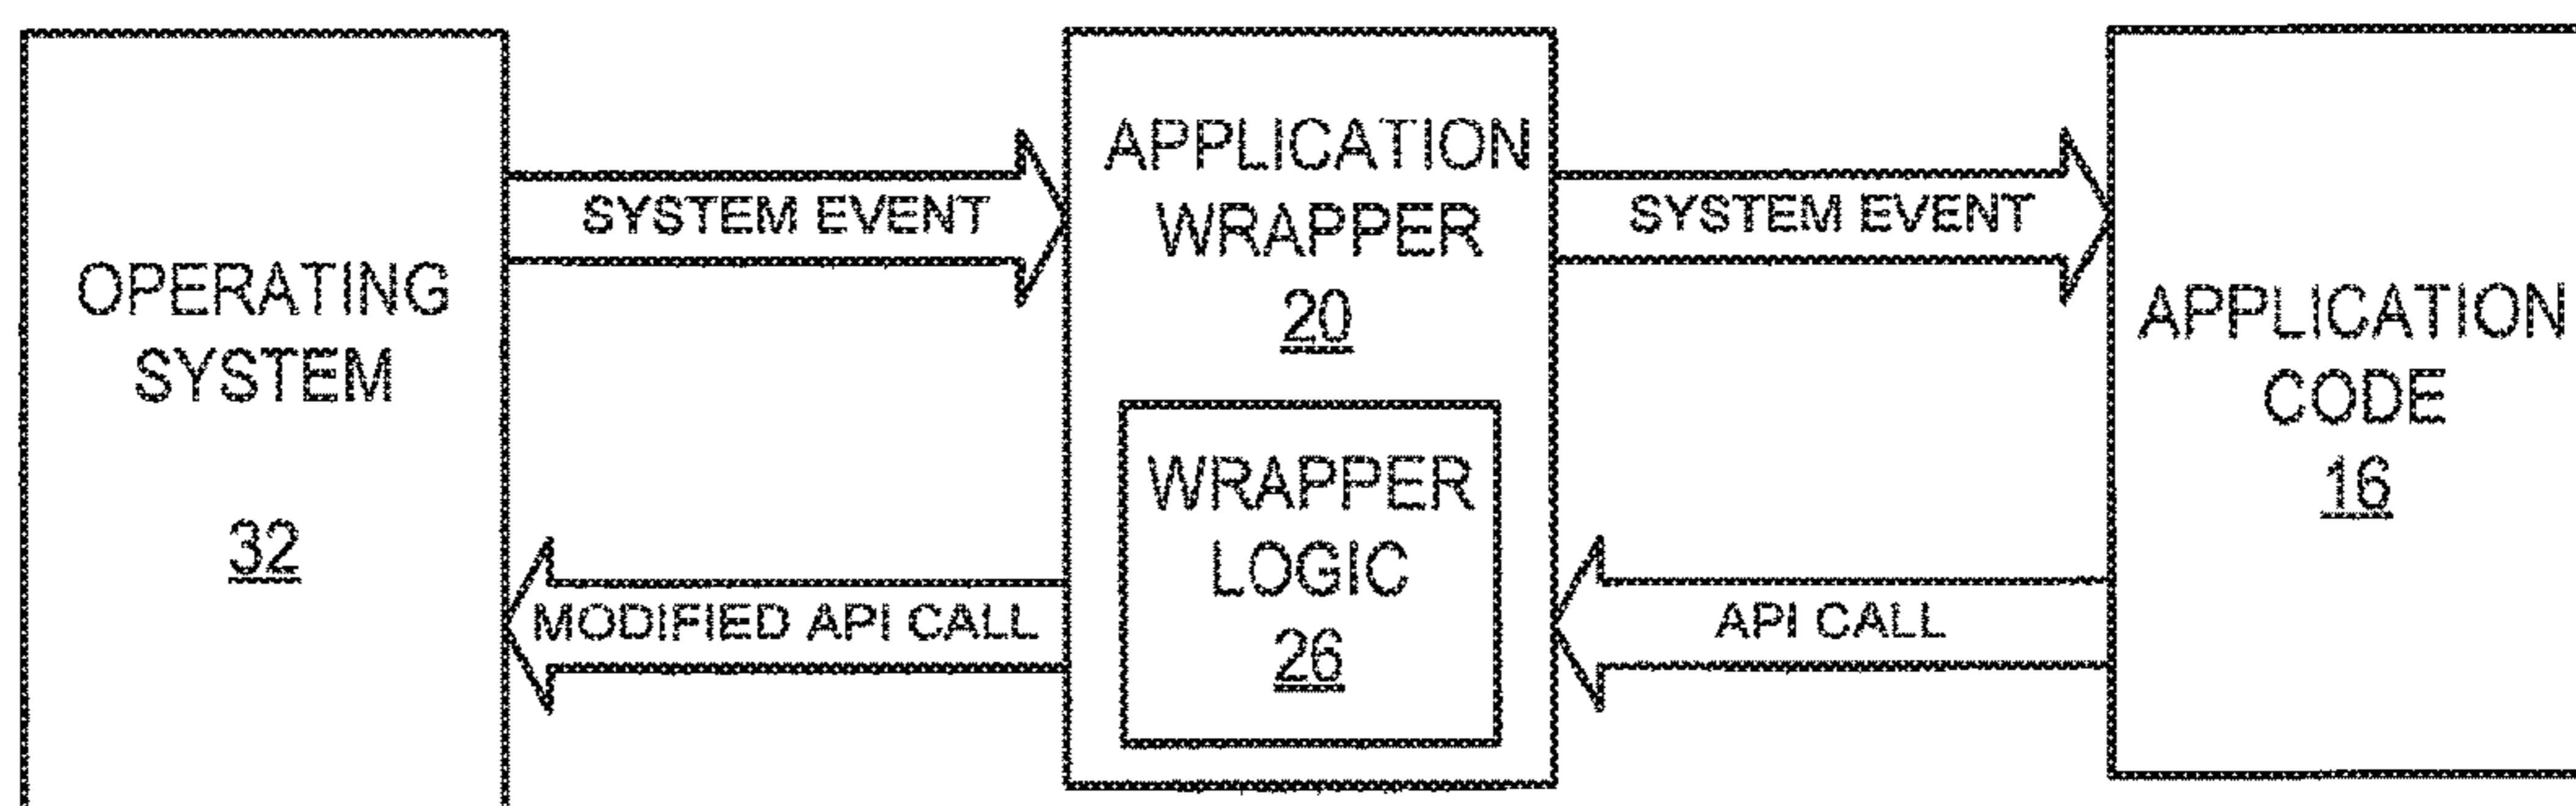 OPERATING
SYSTEM
32
SYSTEM EVENT
MODIFIED API CALL
APPLICATION
WRAPPER
20
WRAPPER
LOGIC
26
SYSTEM EVENT
API CALL
APPLICATION
CODE
16